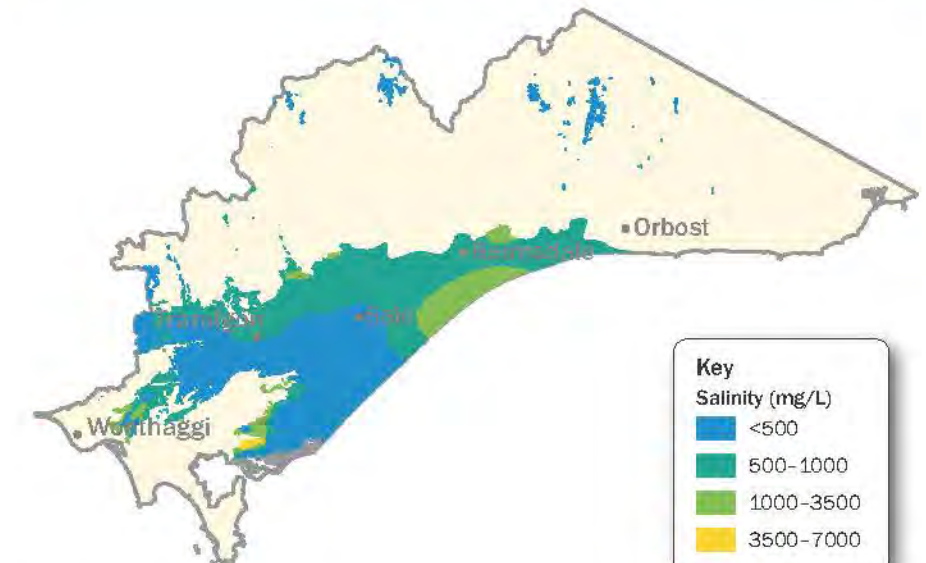 Orbost
Bairnsdale
Sale
Traralgon
Wonthaggi
Key
Salinity (mg/L)
<500
500–1000
1000–3500
3500–7000